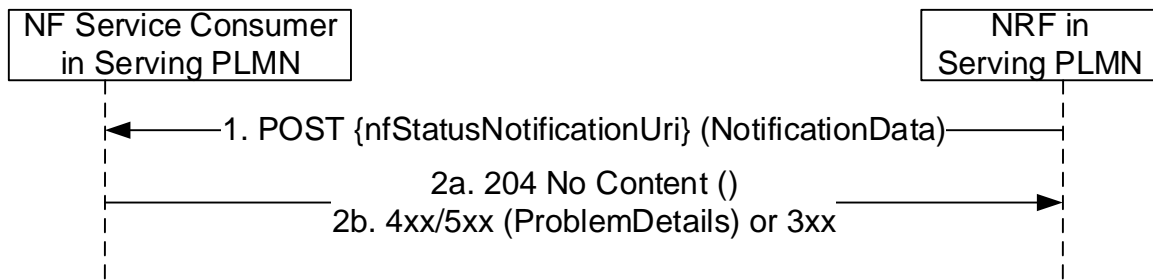 NF Service Consumer
in Serving PLMN
NRF in
Serving PLMN
1. POST {nfStatusNotificationUri} (NotificationData)
2a. 204 No Content ()
2b. 4xx/5xx (ProblemDetails) or 3xx